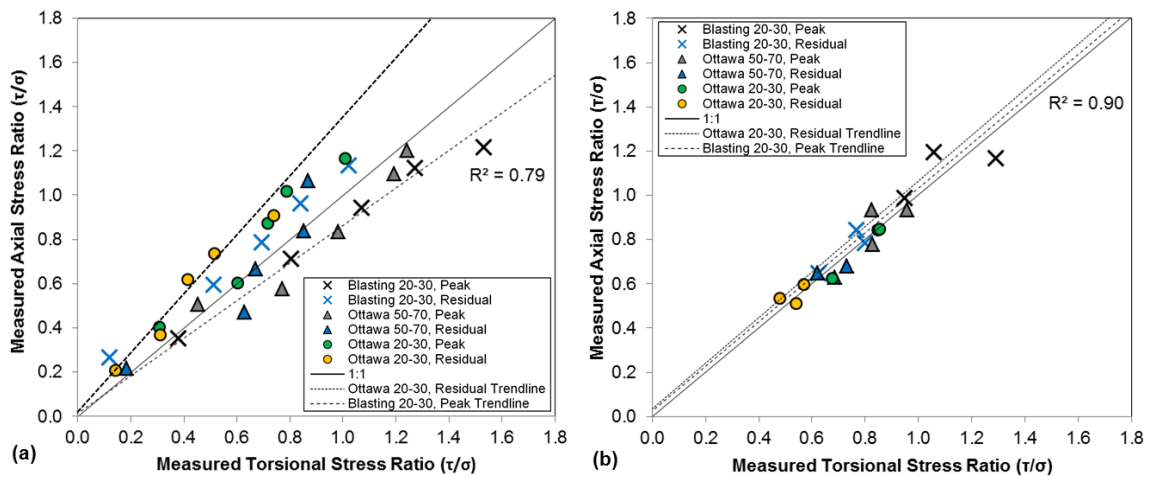 Measured Axial Stress Ratio (τ/σ)
1.8
1.6
1.4
1.2
1.0
0.8
0.6
0.4
0.2
0.0
R² = 0.79
Blasting 20-30, Peak
Blasting 20-30, Residual
Ottawa 50-70, Peak
Ottawa 50-70, Residual
Ottawa 20-30, Peak
Ottawa 20-30, Residual
1:1
Ottawa 20-30, Residual Trendline
Blasting 20-30, Peak Trendline
0.0 0.2 0.4 0.6 0.8 1.0 1.2 1.4 1.6 1.8
(a)
Measured Torsional Stress Ratio (τ/σ)
Measured Axial Stress Ratio (τ/σ)
1.8
1.6
1.4
1.2
1.0
0.8
0.6
0.4
0.2
0.0
Blasting 20-30, Peak
Blasting 20-30, Residual
Ottawa 50-70, Peak
Ottawa 50-70, Residual
Ottawa 20-30, Peak
Ottawa 20-30, Residual
1:1
Ottawa 20-30, Residual Trendline
Blasting 20-30, Peak Trendline
R² = 0.90
0.0 0.2 0.4 0.6 0.8 1.0 1.2 1.4 1.6 1.8
(b)
Measured Torsional Stress Ratio (τ/σ)